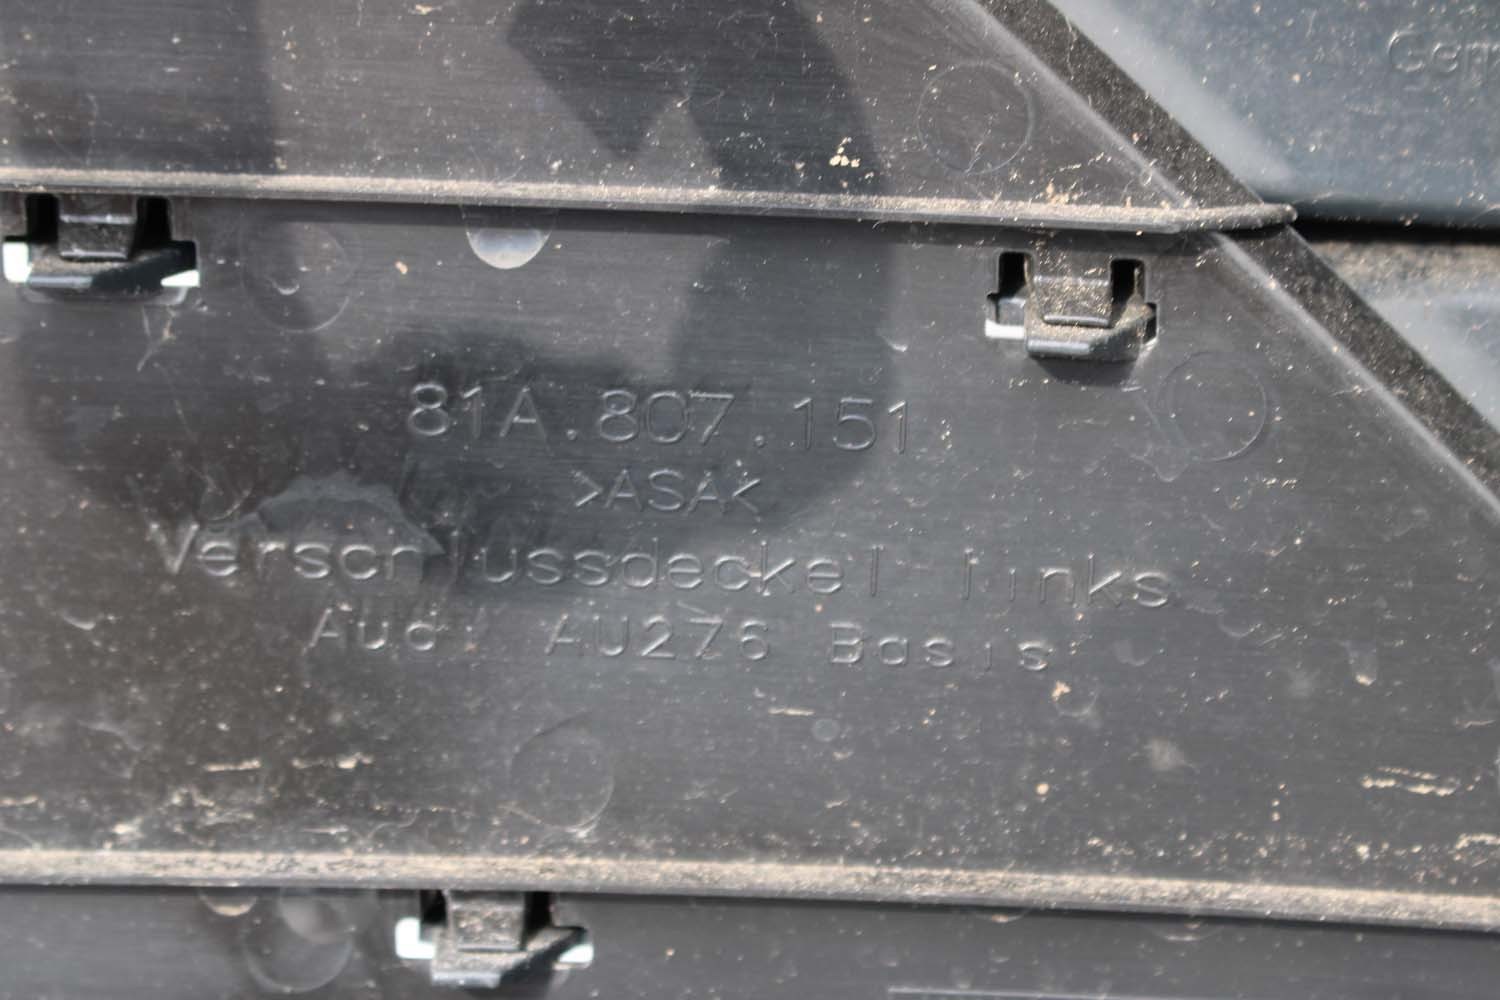 81A.807.151
>ASA<
Verschlussdeckel links
Audi AU276 Basis